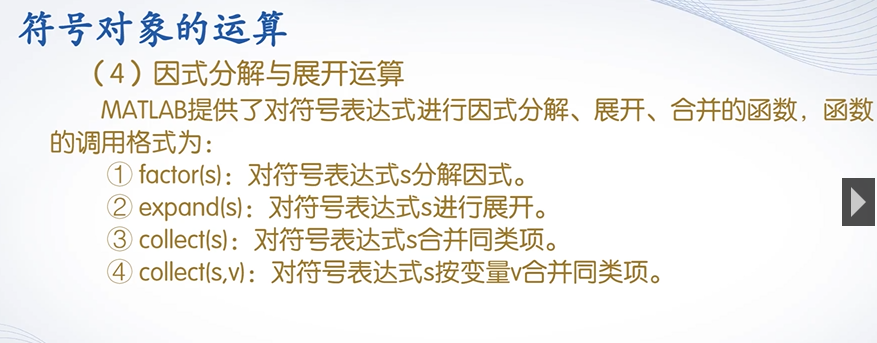 符号对象的运算
（4）因式分解与展开运算
MATLAB提供了对符号表达式进行因式分解、展开、合并的函数，函数
的调用格式为：
① factor(s)：对符号表达式s分解因式。
② expand(s)：对符号表达式s进行展开。
③ collect(s)：对符号表达式s合并同类项。
④ collect(s,v)：对符号表达式s按变量v合并同类项。